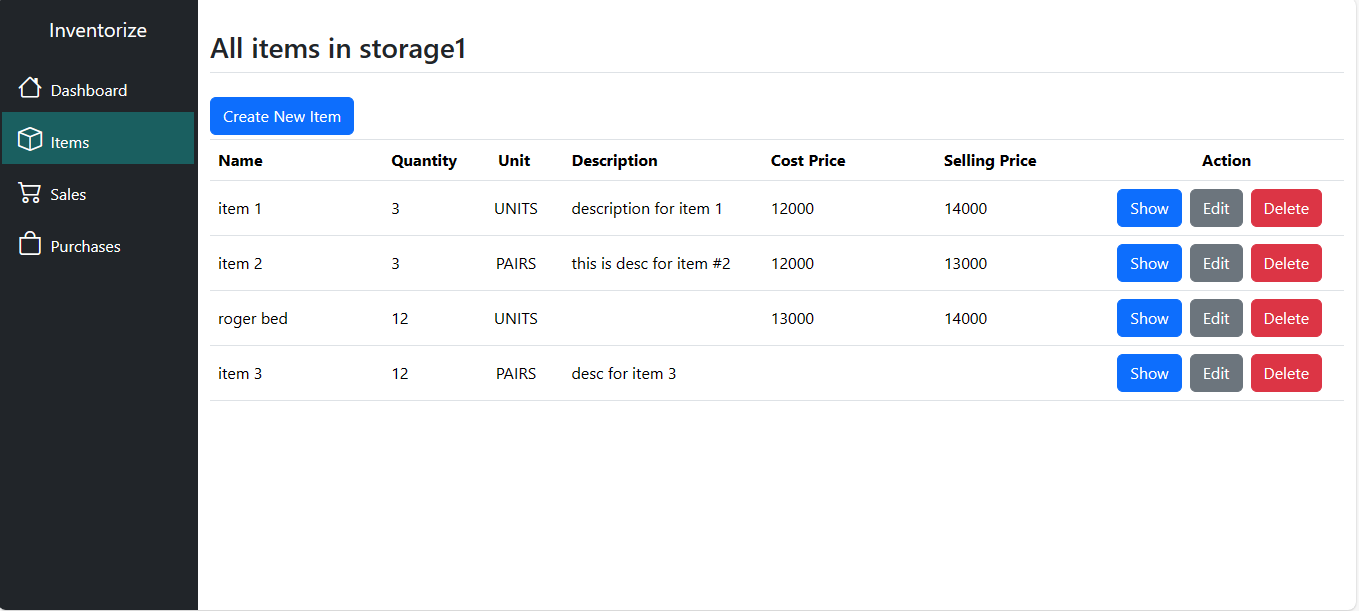 Inventorize
Dashboard
Items
Sales
Purchases
All items in storage1
Create New Item
Name Quantity Unit Description Cost Price Selling Price Action
item 1 3 UNITS description for item 1 12000 14000 Show Edit Delete
item 2 3 PAIRS this is desc for item #2 12000 13000 Show Edit Delete
roger bed 12 UNITS 13000 14000 Show Edit Delete
item 3 12 PAIRS desc for item 3 Show Edit Delete